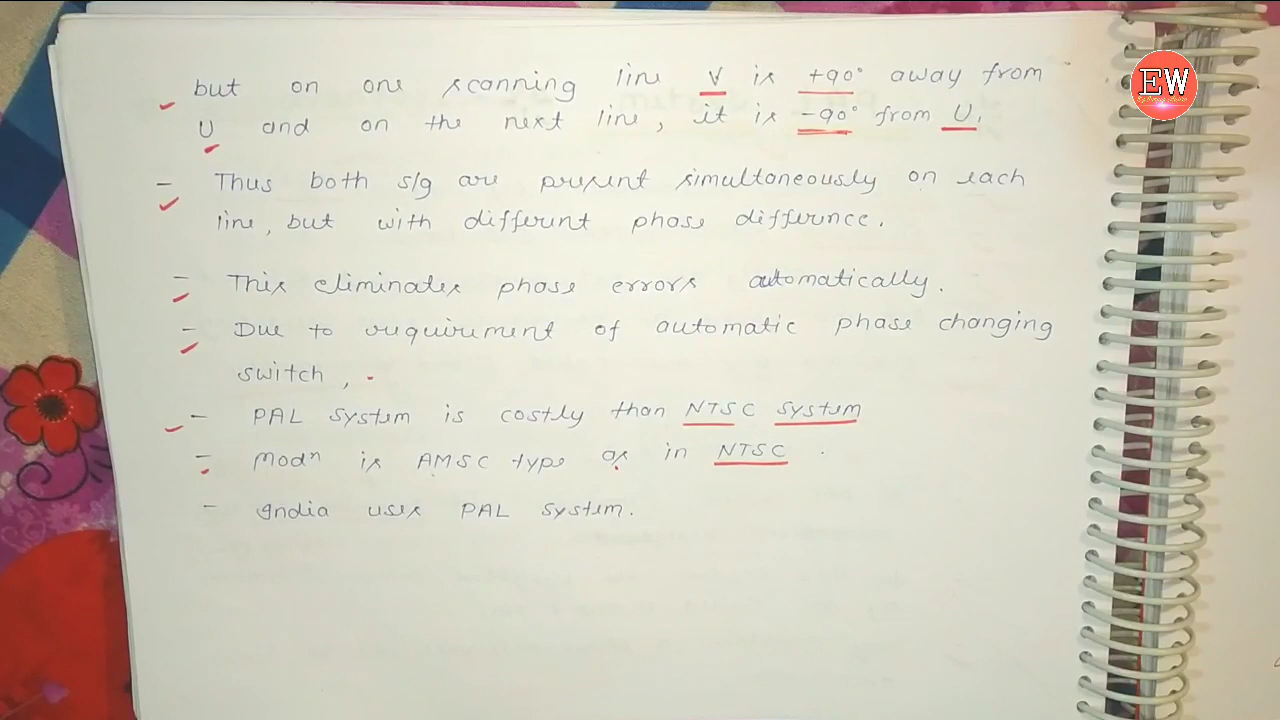 but on one scanning line V is +90° away from
U and on the next line, it is -90° from U.
- Thus both s/g are present simultaneously on each
line, but with different phase difference.
- This eliminates phase errors automatically.
- Due to requirement of automatic phase changing
switch,
- PAL system is costly than NTSC system
- Modⁿ is AMSC type as in NTSC.
- India uses PAL system.
EW